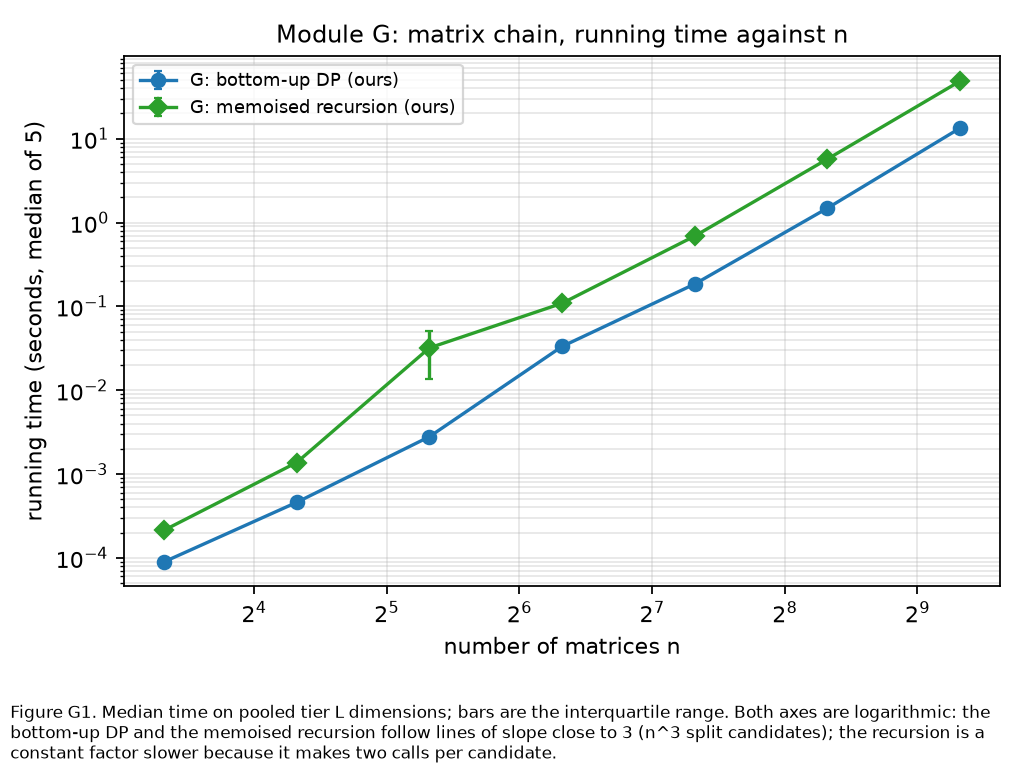 Module G: matrix chain, running time against n
G: bottom-up DP (ours)
G: memoised recursion (ours)
running time (seconds, median of 5)
10^1
10^0
10^−1
10^−2
10^−3
10^−4
2^4
2^5
2^6
2^7
2^8
2^9
number of matrices n
Figure G1. Median time on pooled tier L dimensions; bars are the interquartile range. Both axes are logarithmic: the
bottom-up DP and the memoised recursion follow lines of slope close to 3 (n^3 split candidates); the recursion is a
constant factor slower because it makes two calls per candidate.